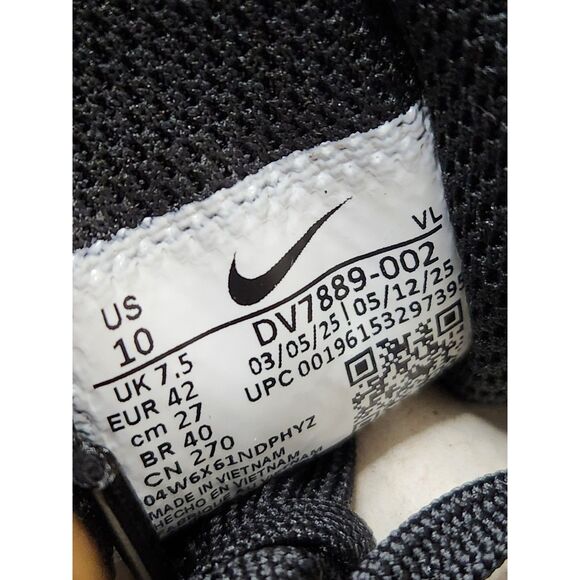 VL
US
10
DV7889-002
03/05/25 | 05/12/25
UPC 00196153297395
UK 7.5
EUR 42
cm 27
BR 40
CN 270
04W6X61NDPHYZ
MADE IN VIETNAM
HECHO EN VIETNAM